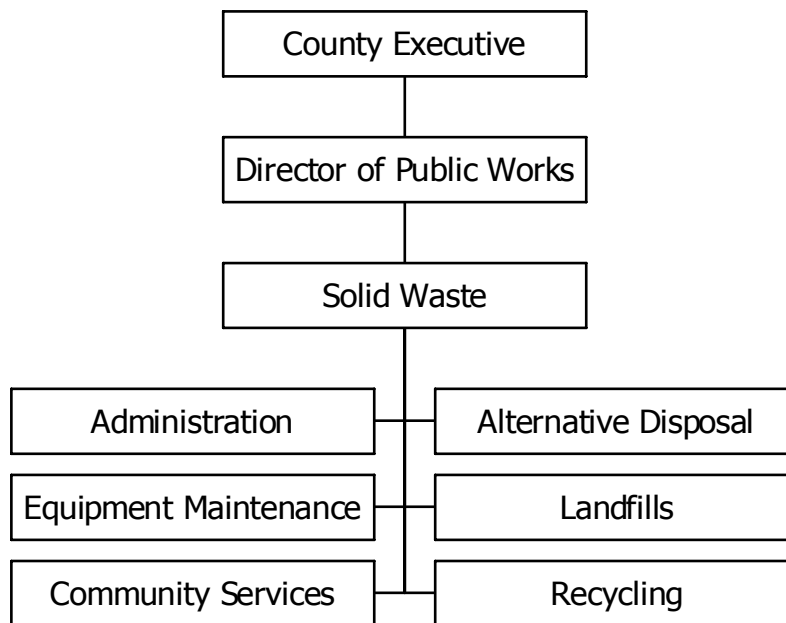 County Executive
Director of Public Works
Solid Waste
Administration
Alternative Disposal
Equipment Maintenance
Landfills
Community Services
Recycling